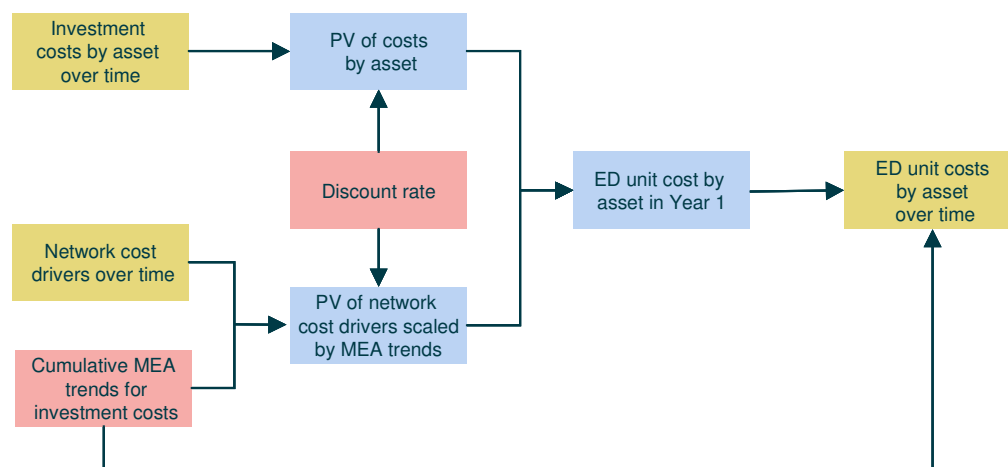 Investment
costs by asset
over time
PV of costs
by asset
Discount rate
ED unit cost by
asset in Year 1
ED unit costs
by asset
over time
Network cost
drivers over time
PV of network
cost drivers scaled
by MEA trends
Cumulative MEA
trends for
investment costs